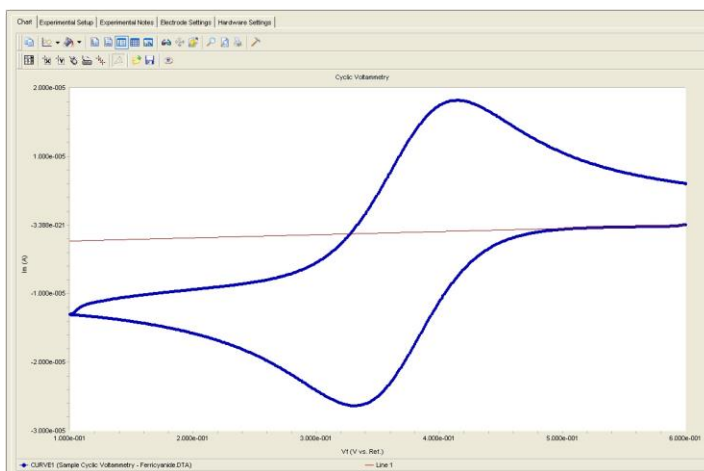 Chart Experimental Setup Experimental Notes Electrode Settings Hardware Settings
Cyclic Voltammetry
2.000e-005
1.000e-005
-3.388e-021
-1.000e-005
-2.000e-005
-3.000e-005
Im (A)
1.000e-001 2.000e-001 3.000e-001 4.000e-001 5.000e-001 6.000e-001
Vf (V vs. Ref.)
CURVE1 (Sample Cyclic Voltammetry - Ferricyanide.DTA) Line 1